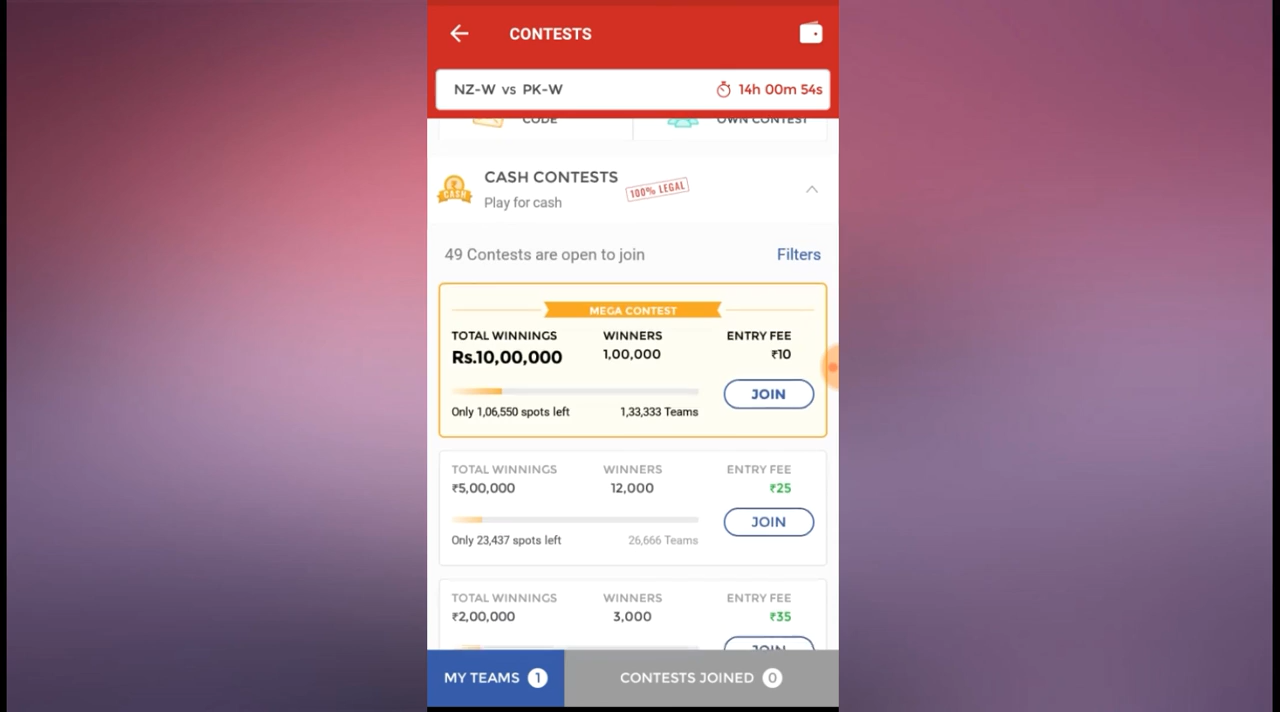 CONTESTS
NZ-W vs PK-W 14h 00m 54s
CODE OWN CONTEST
CASH
CASH CONTESTS
100% LEGAL
Play for cash
49 Contests are open to join Filters
MEGA CONTEST
TOTAL WINNINGS WINNERS ENTRY FEE
Rs.10,00,000 1,00,000 ₹10
JOIN
Only 1,06,550 spots left 1,33,333 Teams
TOTAL WINNINGS WINNERS ENTRY FEE
₹5,00,000 12,000 ₹25
JOIN
Only 23,437 spots left 26,666 Teams
TOTAL WINNINGS WINNERS ENTRY FEE
₹2,00,000 3,000 ₹35
JOIN
MY TEAMS 1 CONTESTS JOINED 0